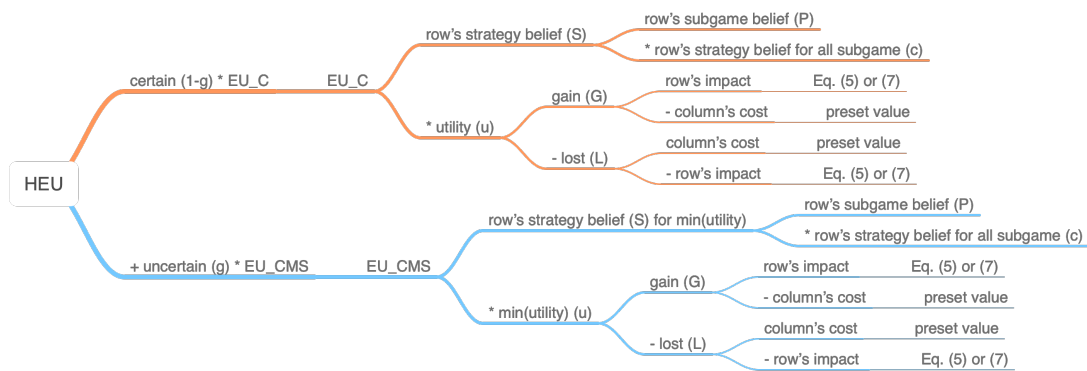 HEU
certain (1-g) * EU_C
EU_C
row's strategy belief (S)
row's subgame belief (P)
* row's strategy belief for all subgame (c)
* utility (u)
gain (G)
row's impact
Eq. (5) or (7)
- column's cost
preset value
- lost (L)
column's cost
preset value
- row's impact
Eq. (5) or (7)
+ uncertain (g) * EU_CMS
EU_CMS
row's strategy belief (S) for min(utility)
row's subgame belief (P)
* row's strategy belief for all subgame (c)
* min(utility) (u)
gain (G)
row's impact
Eq. (5) or (7)
- column's cost
preset value
- lost (L)
column's cost
preset value
- row's impact
Eq. (5) or (7)